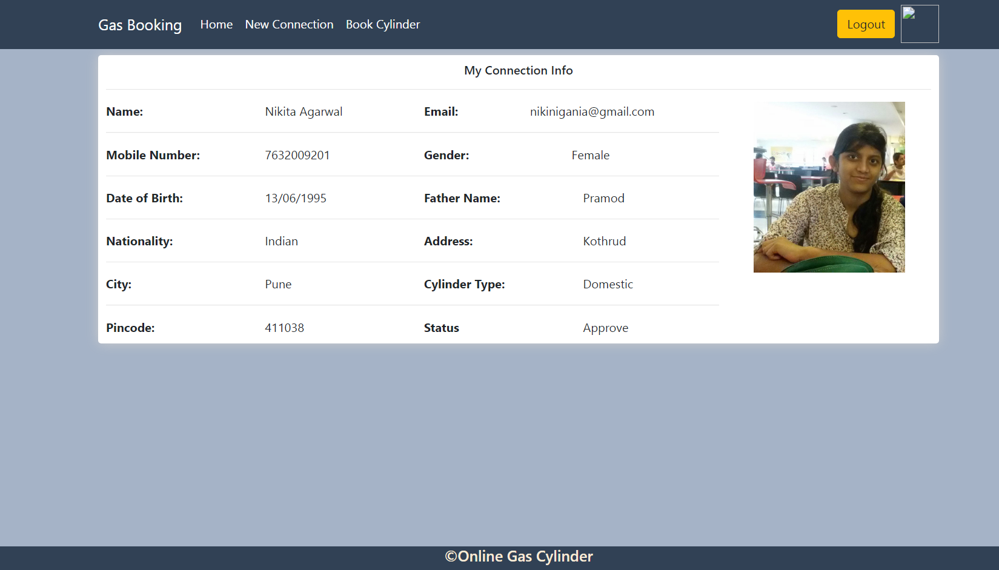 Gas Booking Home New Connection Book Cylinder Logout
My Connection Info
Name: Nikita Agarwal Email: nikinigania@gmail.com
Mobile Number: 7632009201 Gender: Female
Date of Birth: 13/06/1995 Father Name: Pramod
Nationality: Indian Address: Kothrud
City: Pune Cylinder Type: Domestic
Pincode: 411038 Status Approve
©Online Gas Cylinder